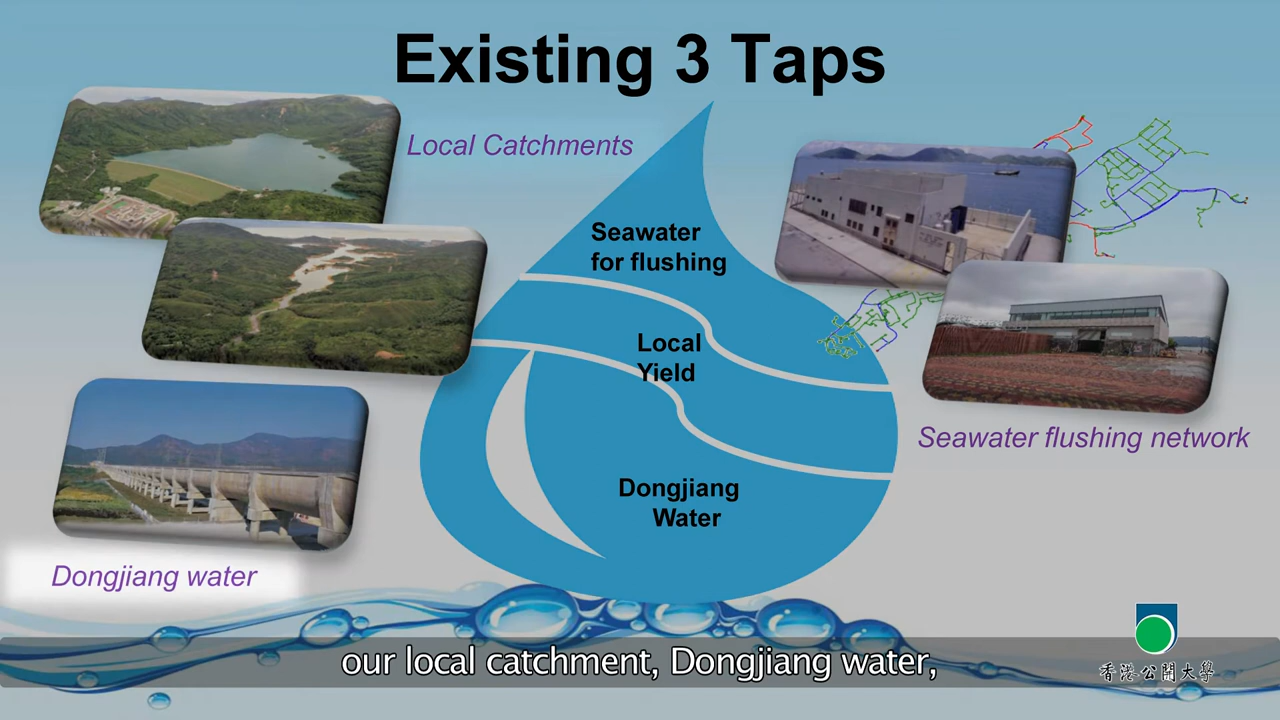 Existing 3 Taps
Local Catchments
Seawater
for flushing
Local
Yield
Seawater flushing network
Dongjiang
Water
Dongjiang water
our local catchment, Dongjiang water,
香港公開大學